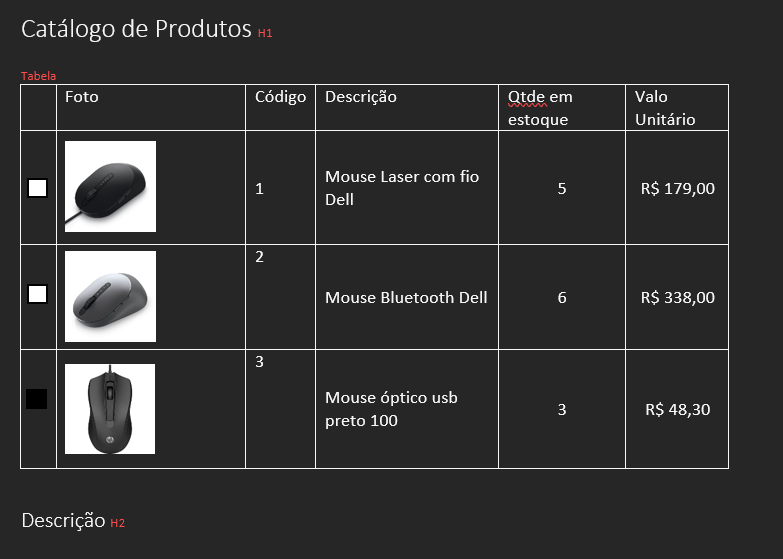 Catálogo de Produtos H1
Tabela
Foto
Código
Descrição
Qtde em
estoque
Valo
Unitário
1
Mouse Laser com fio
Dell
5
R$ 179,00
2
Mouse Bluetooth Dell
6
R$ 338,00
3
Mouse óptico usb
preto 100
3
R$ 48,30
Descrição H2